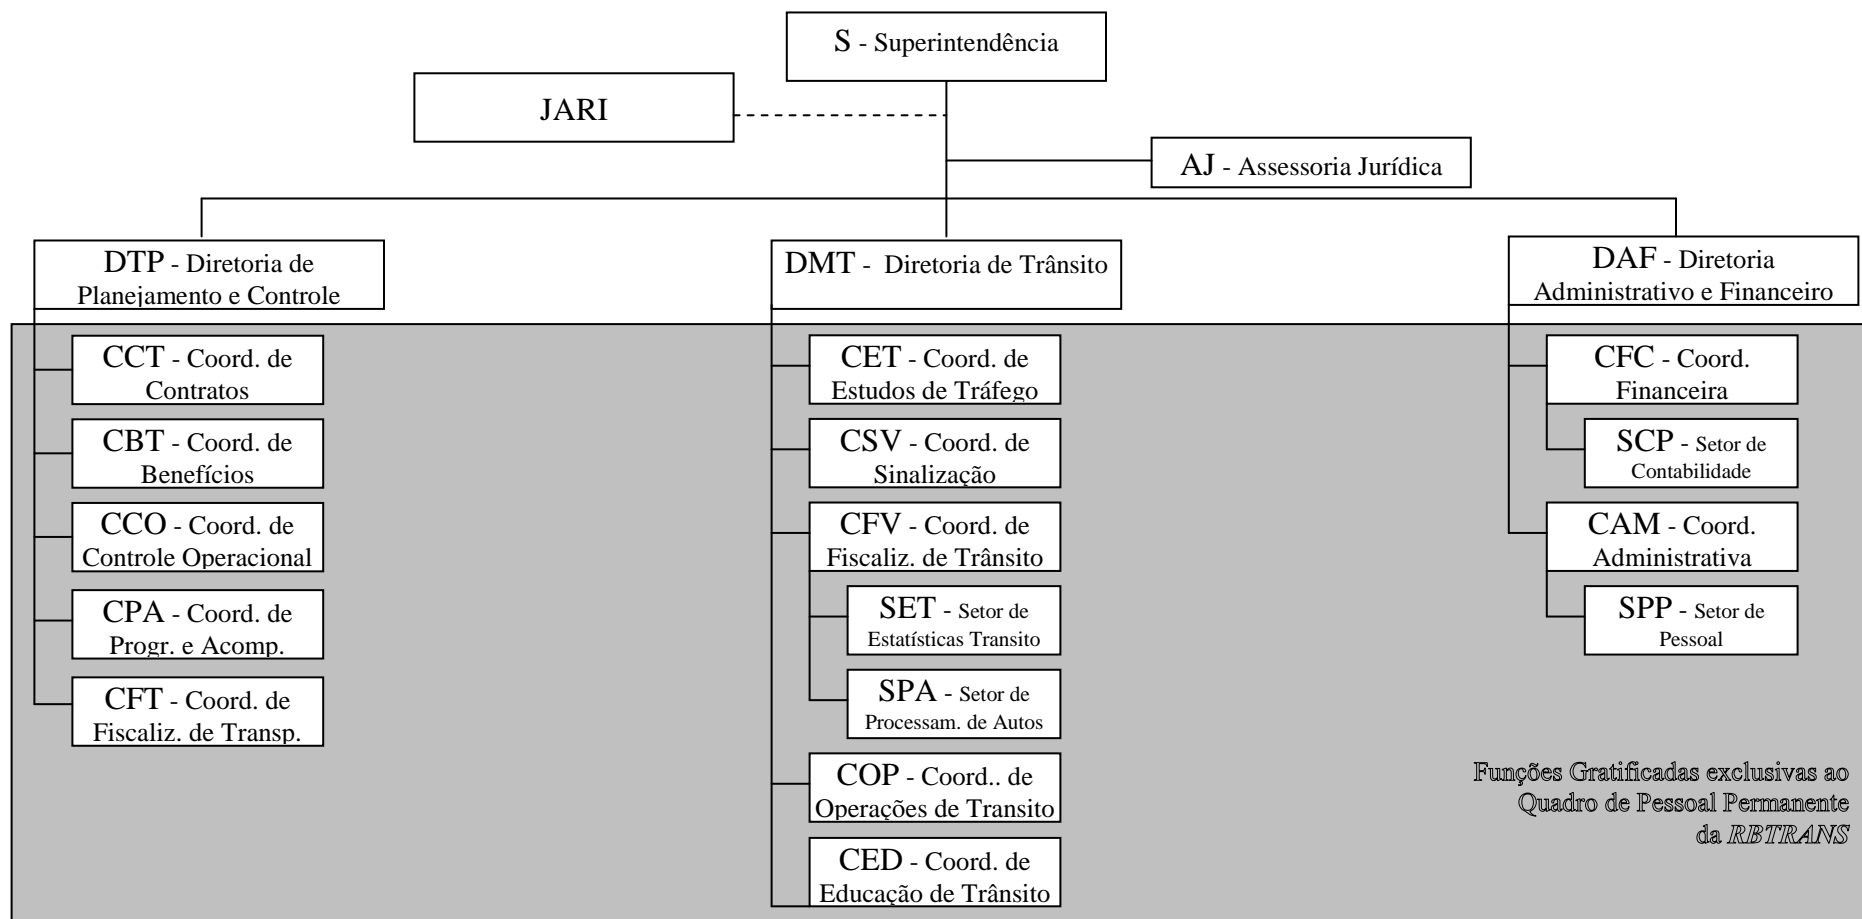 S - Superintendência
JARI
AJ - Assessoria Jurídica
DTP - Diretoria de
Planejamento e Controle
DMT - Diretoria de Trânsito
DAF - Diretoria
Administrativo e Financeiro
CCT - Coord. de
Contratos
CBT - Coord. de
Benefícios
CCO - Coord. de
Controle Operacional
CPA - Coord. de
Progr. e Acomp.
CFT - Coord. de
Fiscaliz. de Transp.
CET - Coord. de
Estudos de Tráfego
CSV - Coord. de
Sinalização
CFV - Coord. de
Fiscaliz. de Trânsito
SET - Setor de
Estatísticas Transito
SPA - Setor de
Processam. de Autos
COP - Coord.. de
Operações de Transito
CED - Coord. de
Educação de Trânsito
CFC - Coord.
Financeira
SCP - Setor de
Contabilidade
CAM - Coord.
Administrativa
SPP - Setor de
Pessoal
Funções Gratificadas exclusivas ao
Quadro de Pessoal Permanente
da RBTRANS